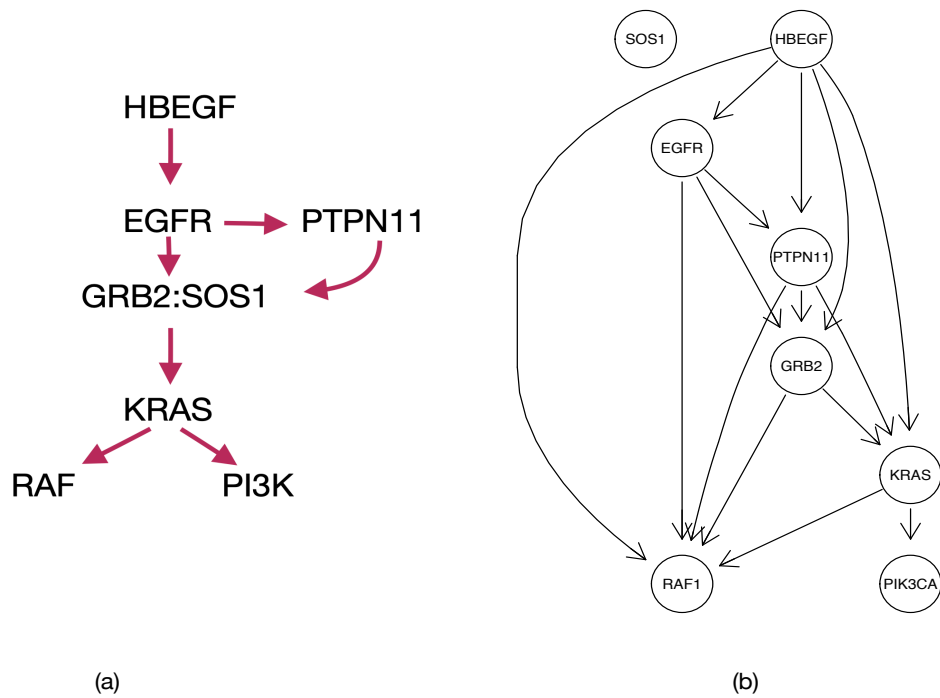 HBEGF
EGFR
PTPN11
GRB2:SOS1
KRAS
RAF
PI3K
(a)
SOS1
HBEGF
EGFR
PTPN11
GRB2
KRAS
RAF1
PIK3CA
(b)